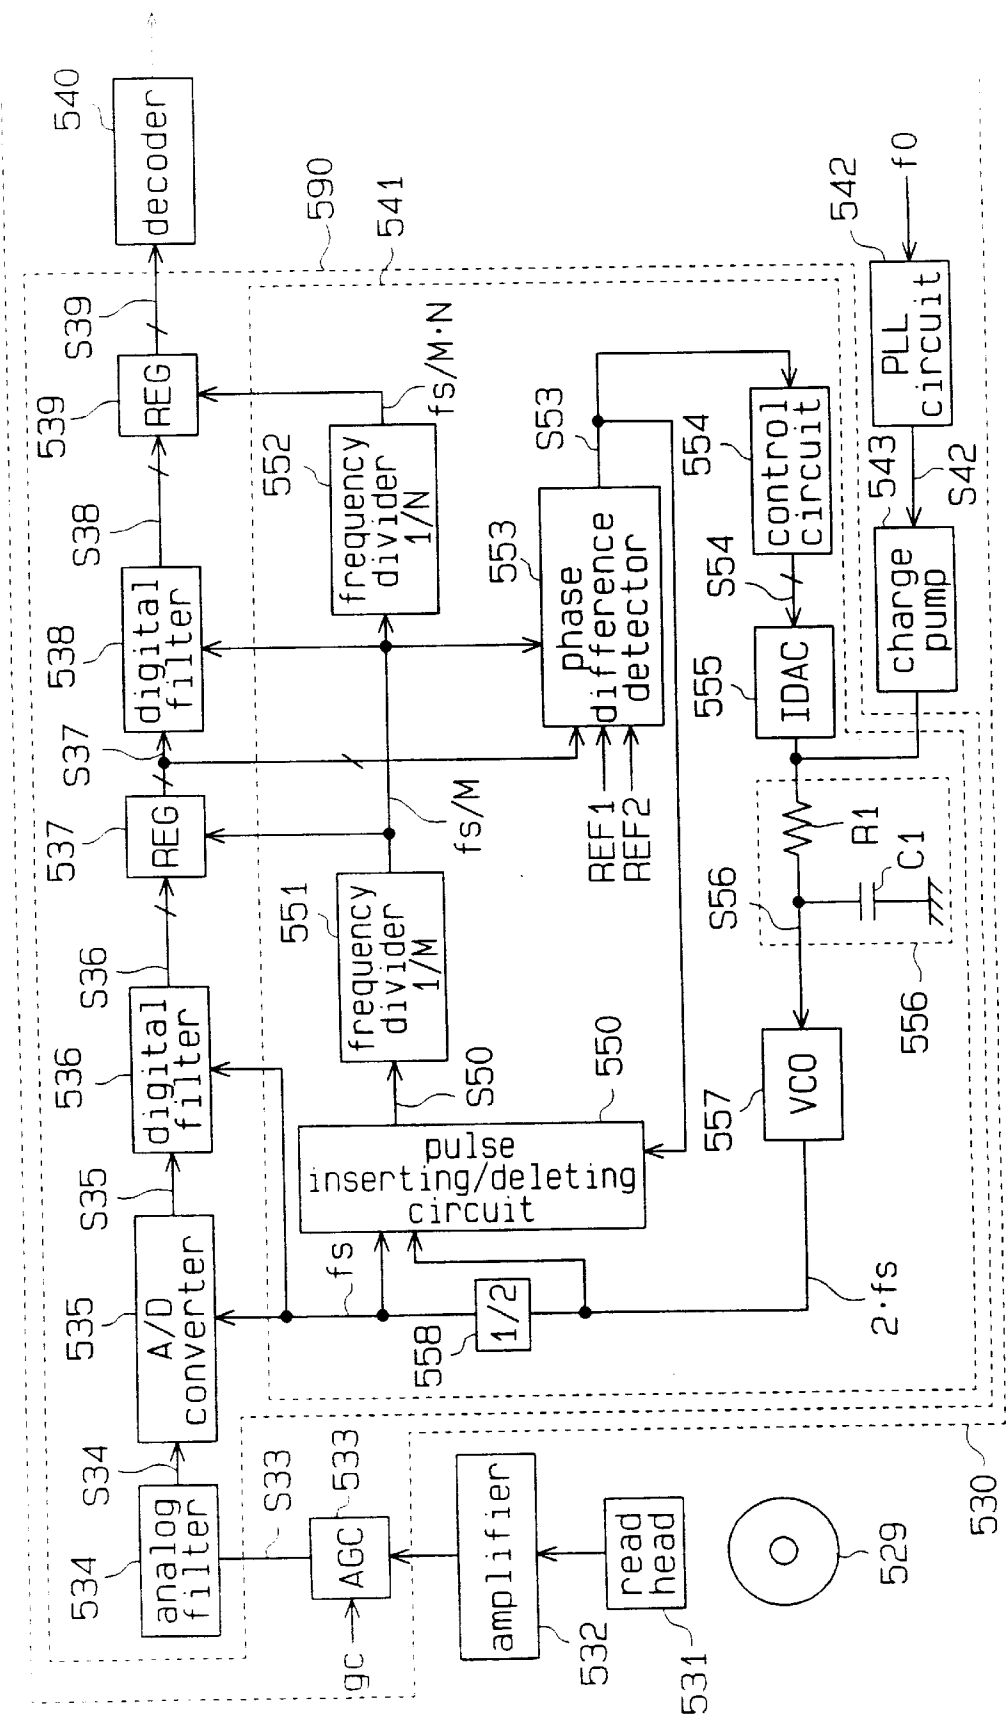 534
analog
filter
S34
535
A/D
converter
S35
536
digital
filter
S36
537
REG
S37
538
digital
filter
S38
539
REG
S39
540
decoder
590
541
gc
AGC
533
S33
fs
pulse
inserting/deleting
circuit
550
S50
551
frequency
divider
1/M
fs/M
552
frequency
divider
1/N
fs/M·N
558
1/2
REF1
REF2
553
phase
difference
detector
S53
532
amplifier
531
read
head
529
530
2·fs
557
VCO
S56
556
R1
C1
555
IDAC
S54
554
control
circuit
543
charge
pump
S42
542
PLL
circuit
f0